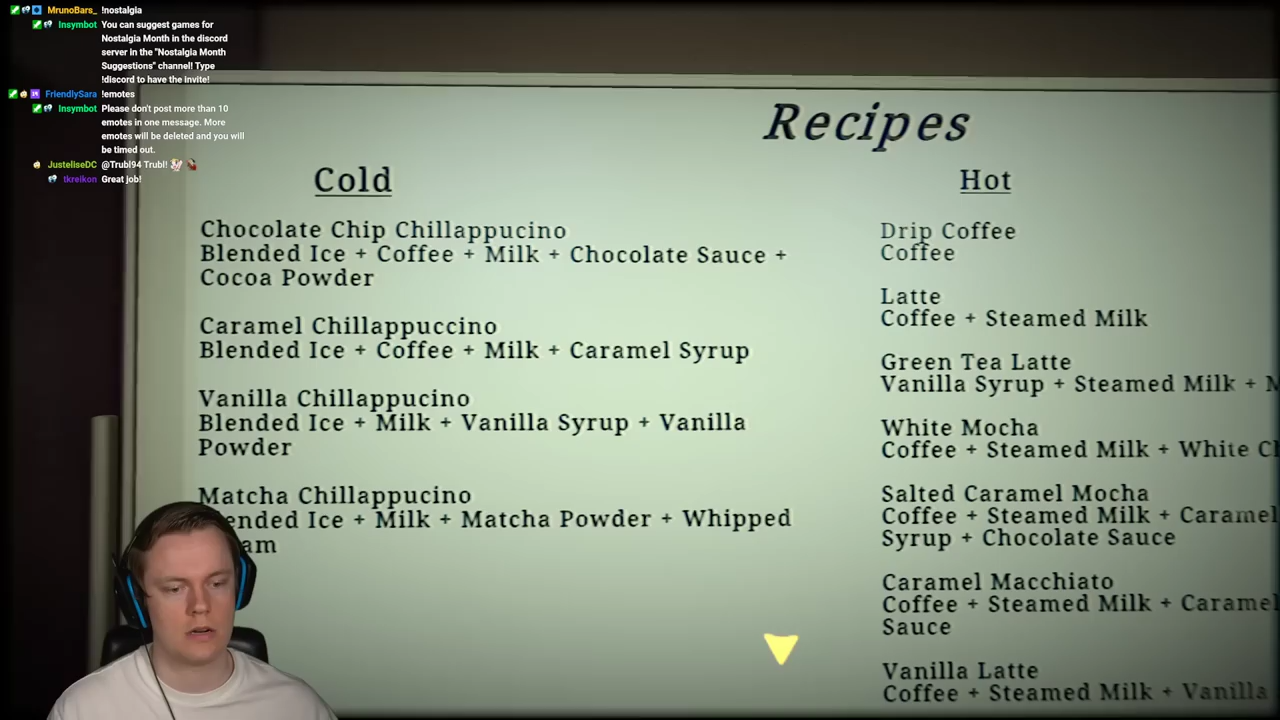 MrunoBars_ !nostalgia
Insymbot You can suggest games for
Nostalgia Month in the discord
server in the "Nostalgia Month
Suggestions" channel! Type
!discord to have the invite!
FriendlySara !emotes
Insymbot Please don't post more than 10
emotes in one message. More
emotes will be deleted and you will
be timed out.
JusteliseDC @Trubl94 Trubl!
tkreikon Great job!
Recipes
Cold
Chocolate Chip Chillappucino
Blended Ice + Coffee + Milk + Chocolate Sauce +
Cocoa Powder
Caramel Chillappuccino
Blended Ice + Coffee + Milk + Caramel Syrup
Vanilla Chillappucino
Blended Ice + Milk + Vanilla Syrup + Vanilla
Powder
Matcha Chillappucino
ended Ice + Milk + Matcha Powder + Whipped
am
Hot
Drip Coffee
Coffee
Latte
Coffee + Steamed Milk
Green Tea Latte
Vanilla Syrup + Steamed Milk + M
White Mocha
Coffee + Steamed Milk + White Ch
Salted Caramel Mocha
Coffee + Steamed Milk + Caramel
Syrup + Chocolate Sauce
Caramel Macchiato
Coffee + Steamed Milk + Caramel
Sauce
Vanilla Latte
Coffee + Steamed Milk + Vanilla